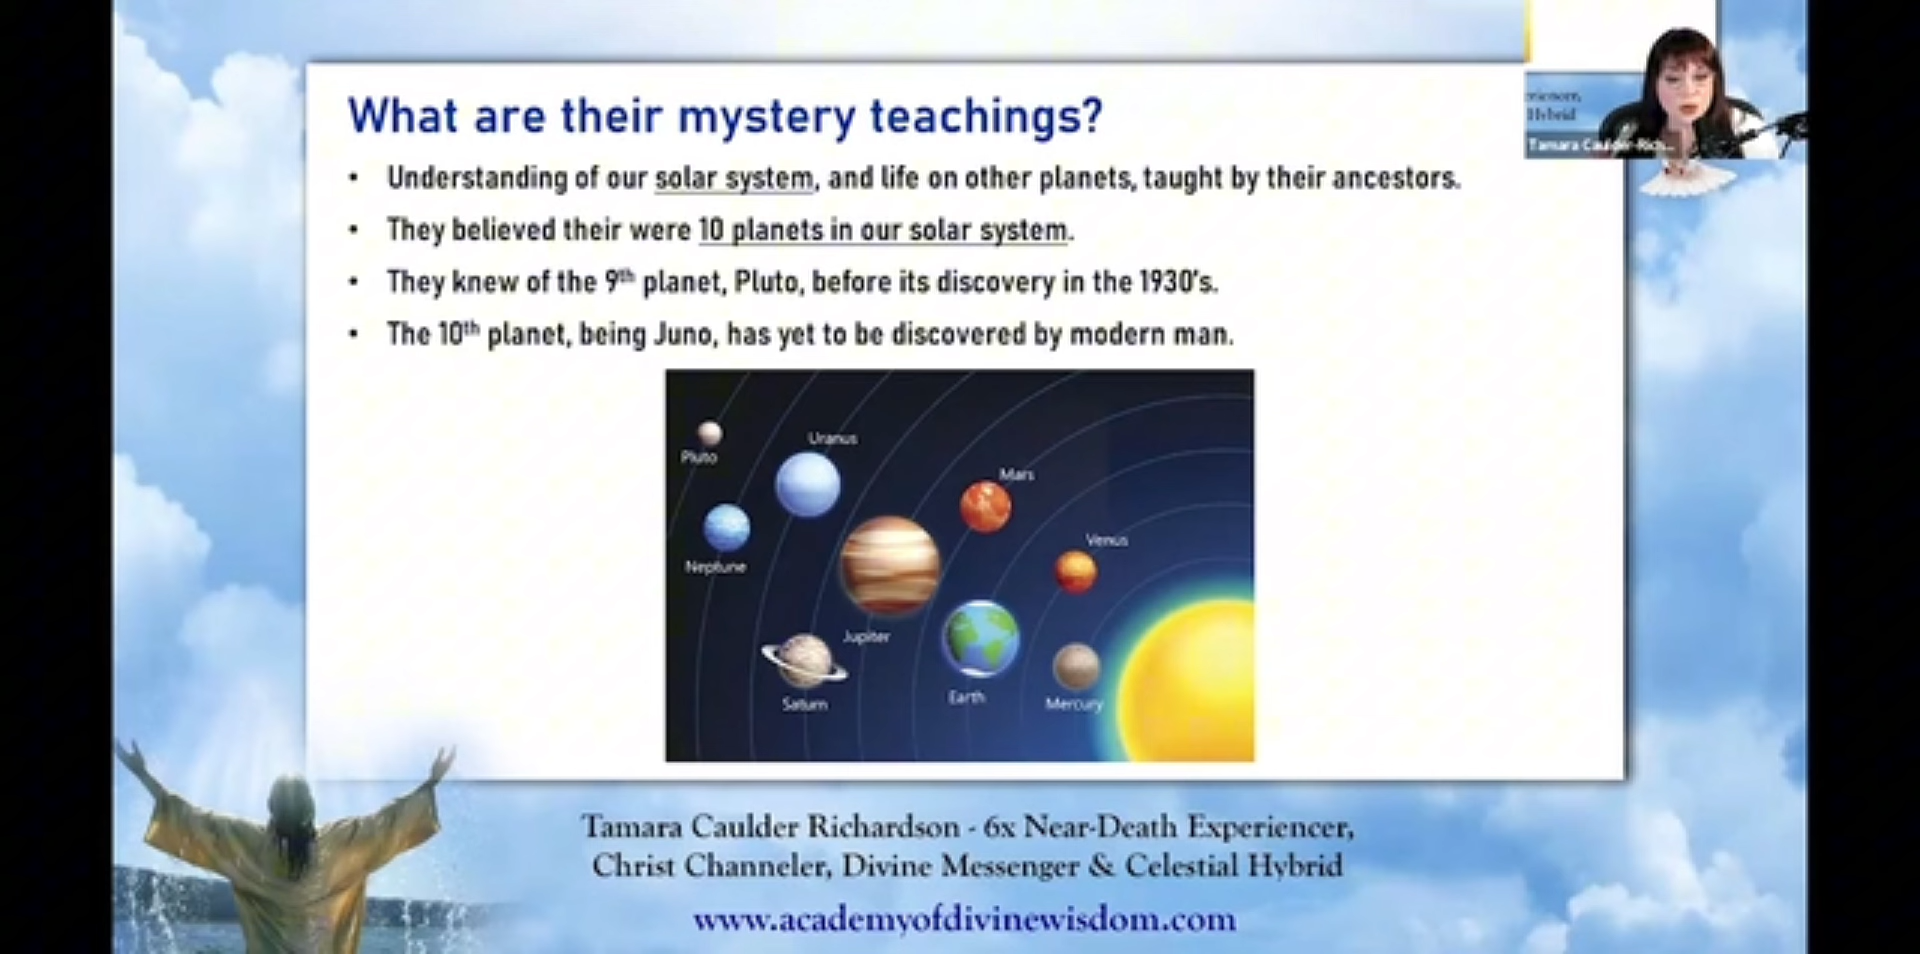 What are their mystery teachings?
• Understanding of our solar system, and life on other planets, taught by their ancestors.
• They believed their were 10 planets in our solar system.
• They knew of the 9th planet, Pluto, before its discovery in the 1930's.
• The 10th planet, being Juno, has yet to be discovered by modern man.
Hybrid
Tamara Caulder-Rich...
Pluto
Uranus
Mars
Venus
Neptune
Jupiter
Saturn
Earth
Mercury
Tamara Caulder Richardson - 6x Near-Death Experiencer,
Christ Channeler, Divine Messenger & Celestial Hybrid
www.academyofdivinewisdom.com